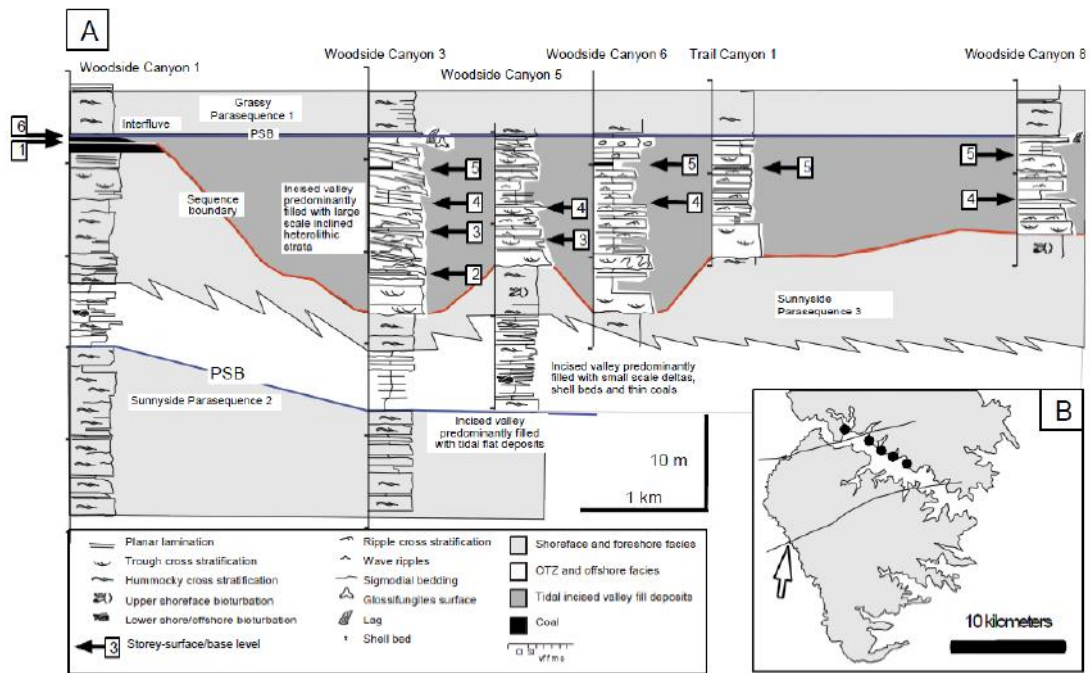 A
Woodside Canyon 1
Woodside Canyon 3
Woodside Canyon 5
Woodside Canyon 6
Trail Canyon 1
Woodside Canyon 8
Grassy
Parasequence 1
PSB
Interfluve
6
1
Sequence
boundary
Incised valley
predominantly
filled with large
scale inclined
heterolithic
strata
5
4
3
2
4
3
5
4
5
5
4
Sunnyside
Parasequence 3
PSB
Sunnyside Parasequence 2
Incised valley predominantly
filled with small scale deltas,
shell beds and thin coals
Incised valley
predominantly filled
with tidal flat deposits
10 m
1 km
Planar lamination
Trough cross stratification
Hummocky cross stratification
Upper shoreface bioturbation
Lower shore/offshore bioturbation
3 Storey-surface/base level
Ripple cross stratification
Wave ripples
Sigmodial bedding
Glossifungites surface
Lag
Shell bed
Shoreface and foreshore facies
OTZ and offshore facies
Tidal incised valley fill deposits
Coal
B
10 kilometers